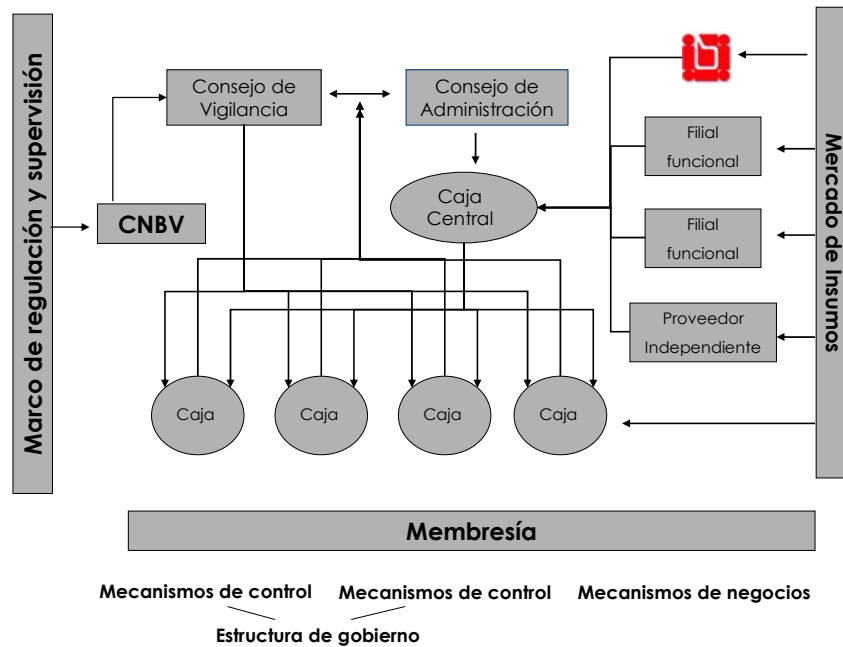 Marco de regulación y supervisión
Consejo de
Vigilancia
Consejo de
Administración
Filial
funcional
Caja
Central
CNBV
Filial
funcional
Proveedor
Independiente
Mercado de Insumos
Caja
Caja
Caja
Caja
Membresía
Mecanismos de control
Mecanismos de control
Mecanismos de negocios
Estructura de gobierno